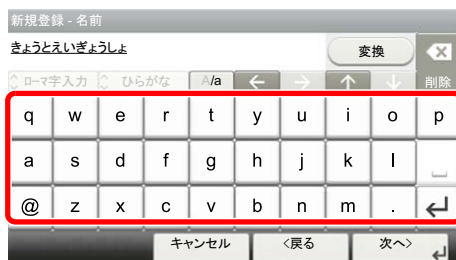 新規登録 - 名前
きょうとえいぎょうしょ 変換
ローマ字入力 ひらがな A/a ← → ↑ ↓ 削除
q w e r t y u i o p
a s d f g h j k l
@ z x c v b n m .
キャンセル <戻る 次へ>